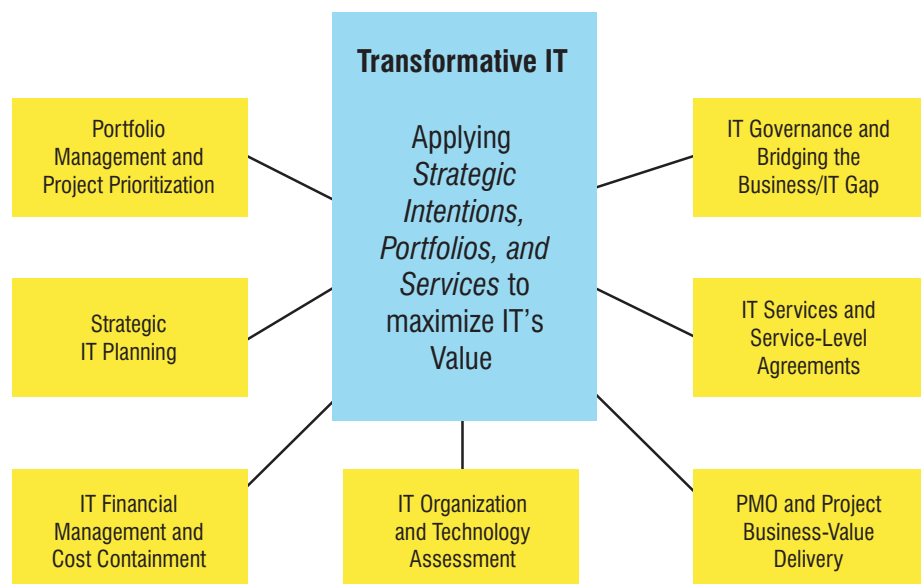 Transformative IT
Applying
Strategic
Intentions,
Portfolios, and
Services to
maximize IT’s
Value
Portfolio
Management and
Project Prioritization
Strategic
IT Planning
IT Financial
Management and
Cost Containment
IT Organization
and Technology
Assessment
IT Governance and
Bridging the
Business/IT Gap
IT Services and
Service-Level
Agreements
PMO and Project
Business-Value
Delivery